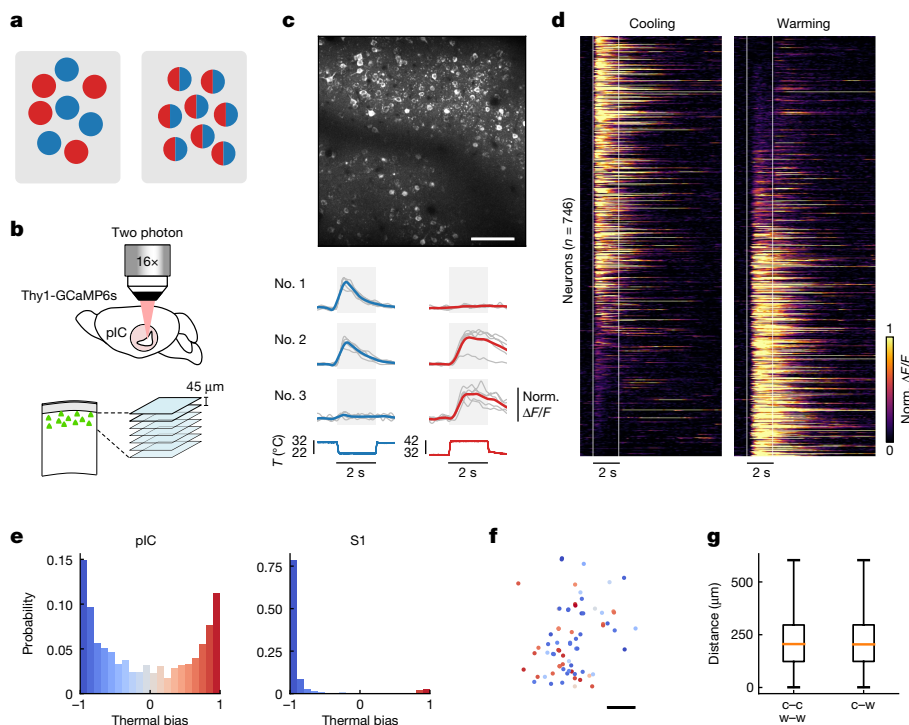 a
b
Two photon
16×
Thy1-GCaMP6s
pIC
45 μm
c
No. 1
No. 2
No. 3
Norm.
ΔF/F
T (°C)
32
22
42
32
2 s
2 s
d
Cooling
Warming
Neurons (n = 746)
2 s
2 s
1
0
Norm. ΔF/F
e
pIC
S1
Probability
0.15
0.10
0.05
0
−1
0
1
Thermal bias
0.75
0.50
0.25
0
−1
0
1
Thermal bias
f
g
Distance (μm)
500
250
0
C–C
W–W
C–W